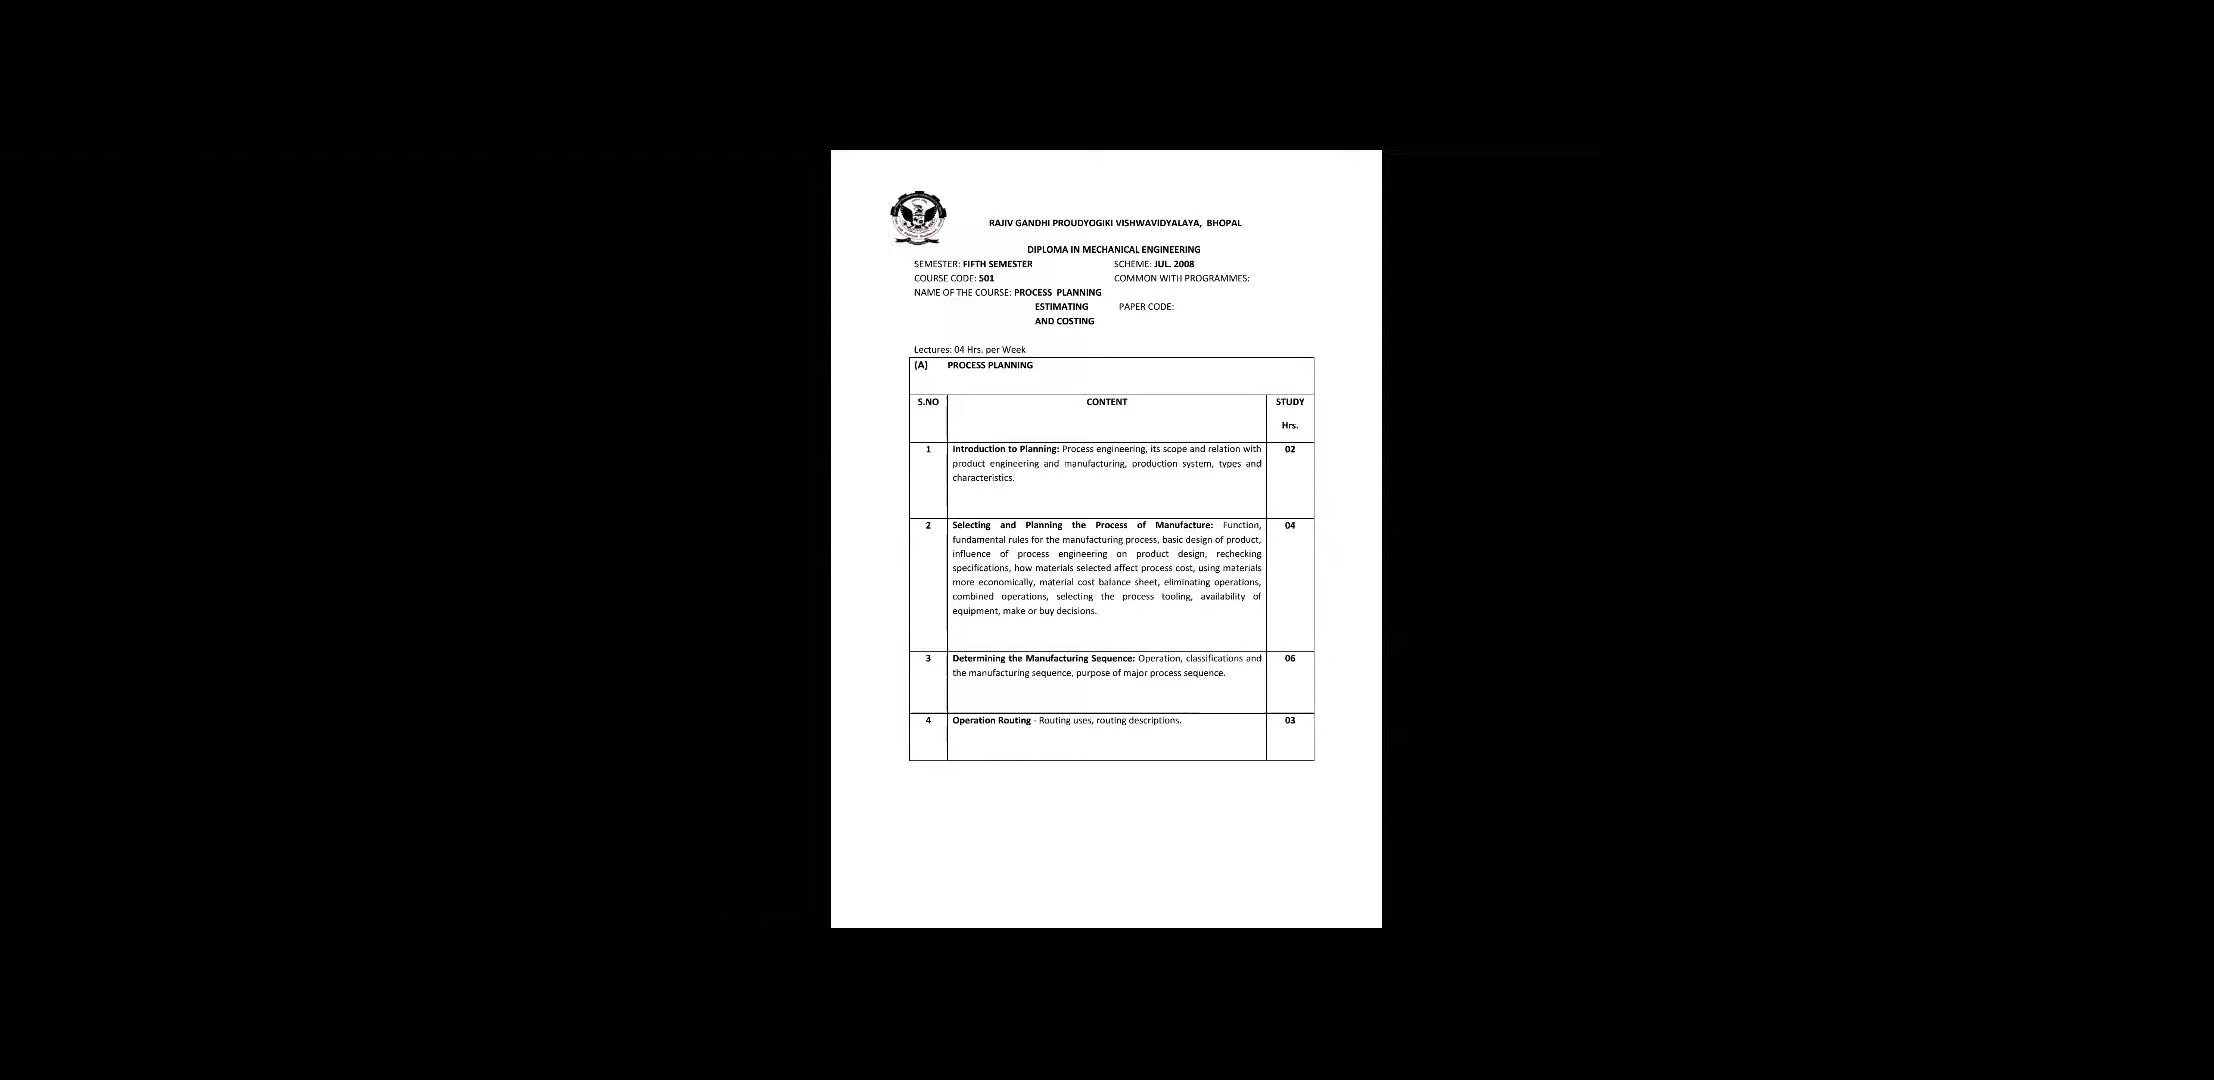 RAJIV GANDHI PROUDYOGIKI VISHWAVIDYALAYA, BHOPAL
DIPLOMA IN MECHANICAL ENGINEERING
SEMESTER: FIFTH SEMESTER SCHEME: JUL. 2008
COURSE CODE: 501 COMMON WITH PROGRAMMES:
NAME OF THE COURSE: PROCESS PLANNING
ESTIMATING PAPER CODE:
AND COSTING
Lectures: 04 Hrs. per Week
(A) PROCESS PLANNING
S.NO CONTENT STUDY
Hrs.
1 Introduction to Planning: Process engineering, its scope and relation with 02
product engineering and manufacturing, production system, types and
characteristics.
2 Selecting and Planning the Process of Manufacture: Function, 04
fundamental rules for the manufacturing process, basic design of product,
influence of process engineering on product design, rechecking
specifications, how materials selected affect process cost, using materials
more economically, material cost balance sheet, eliminating operations,
combined operations, selecting the process tooling, availability of
equipment, make or buy decisions.
3 Determining the Manufacturing Sequence: Operation, classifications and 06
the manufacturing sequence, purpose of major process sequence.
4 Operation Routing - Routing uses, routing descriptions. 03